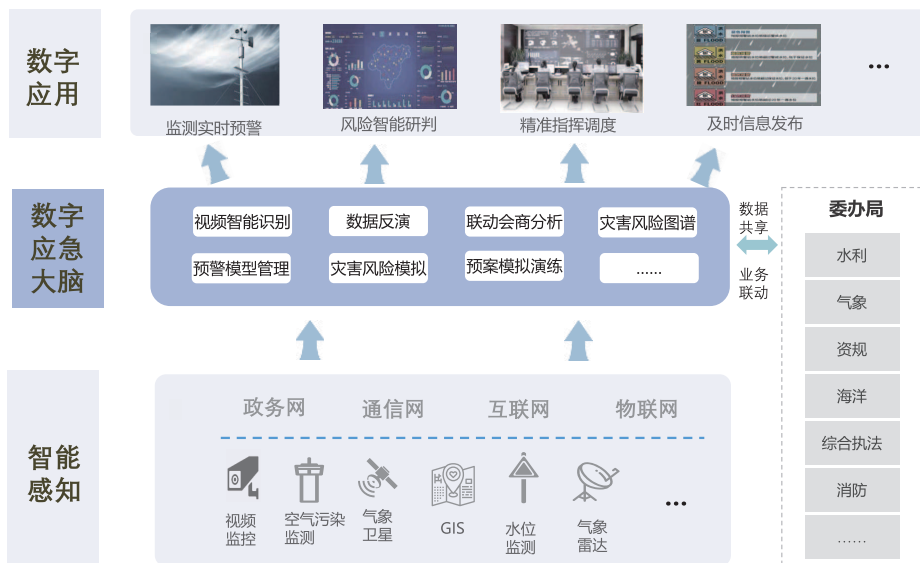 数字
应用
监测实时预警
风险智能研判
精准指挥调度
及时信息发布
...
数字
应急
大脑
视频智能识别
数据反演
联动会商分析
灾害风险图谱
预警模型管理
灾害风险模拟
预案模拟演练
......
数据
共享
业务
联动
委办局
水利
气象
资规
海洋
综合执法
消防
......
智能
感知
政务网
通信网
互联网
物联网
视频
监控
空气污染
监测
气象
卫星
GIS
水位
监测
气象
雷达
...